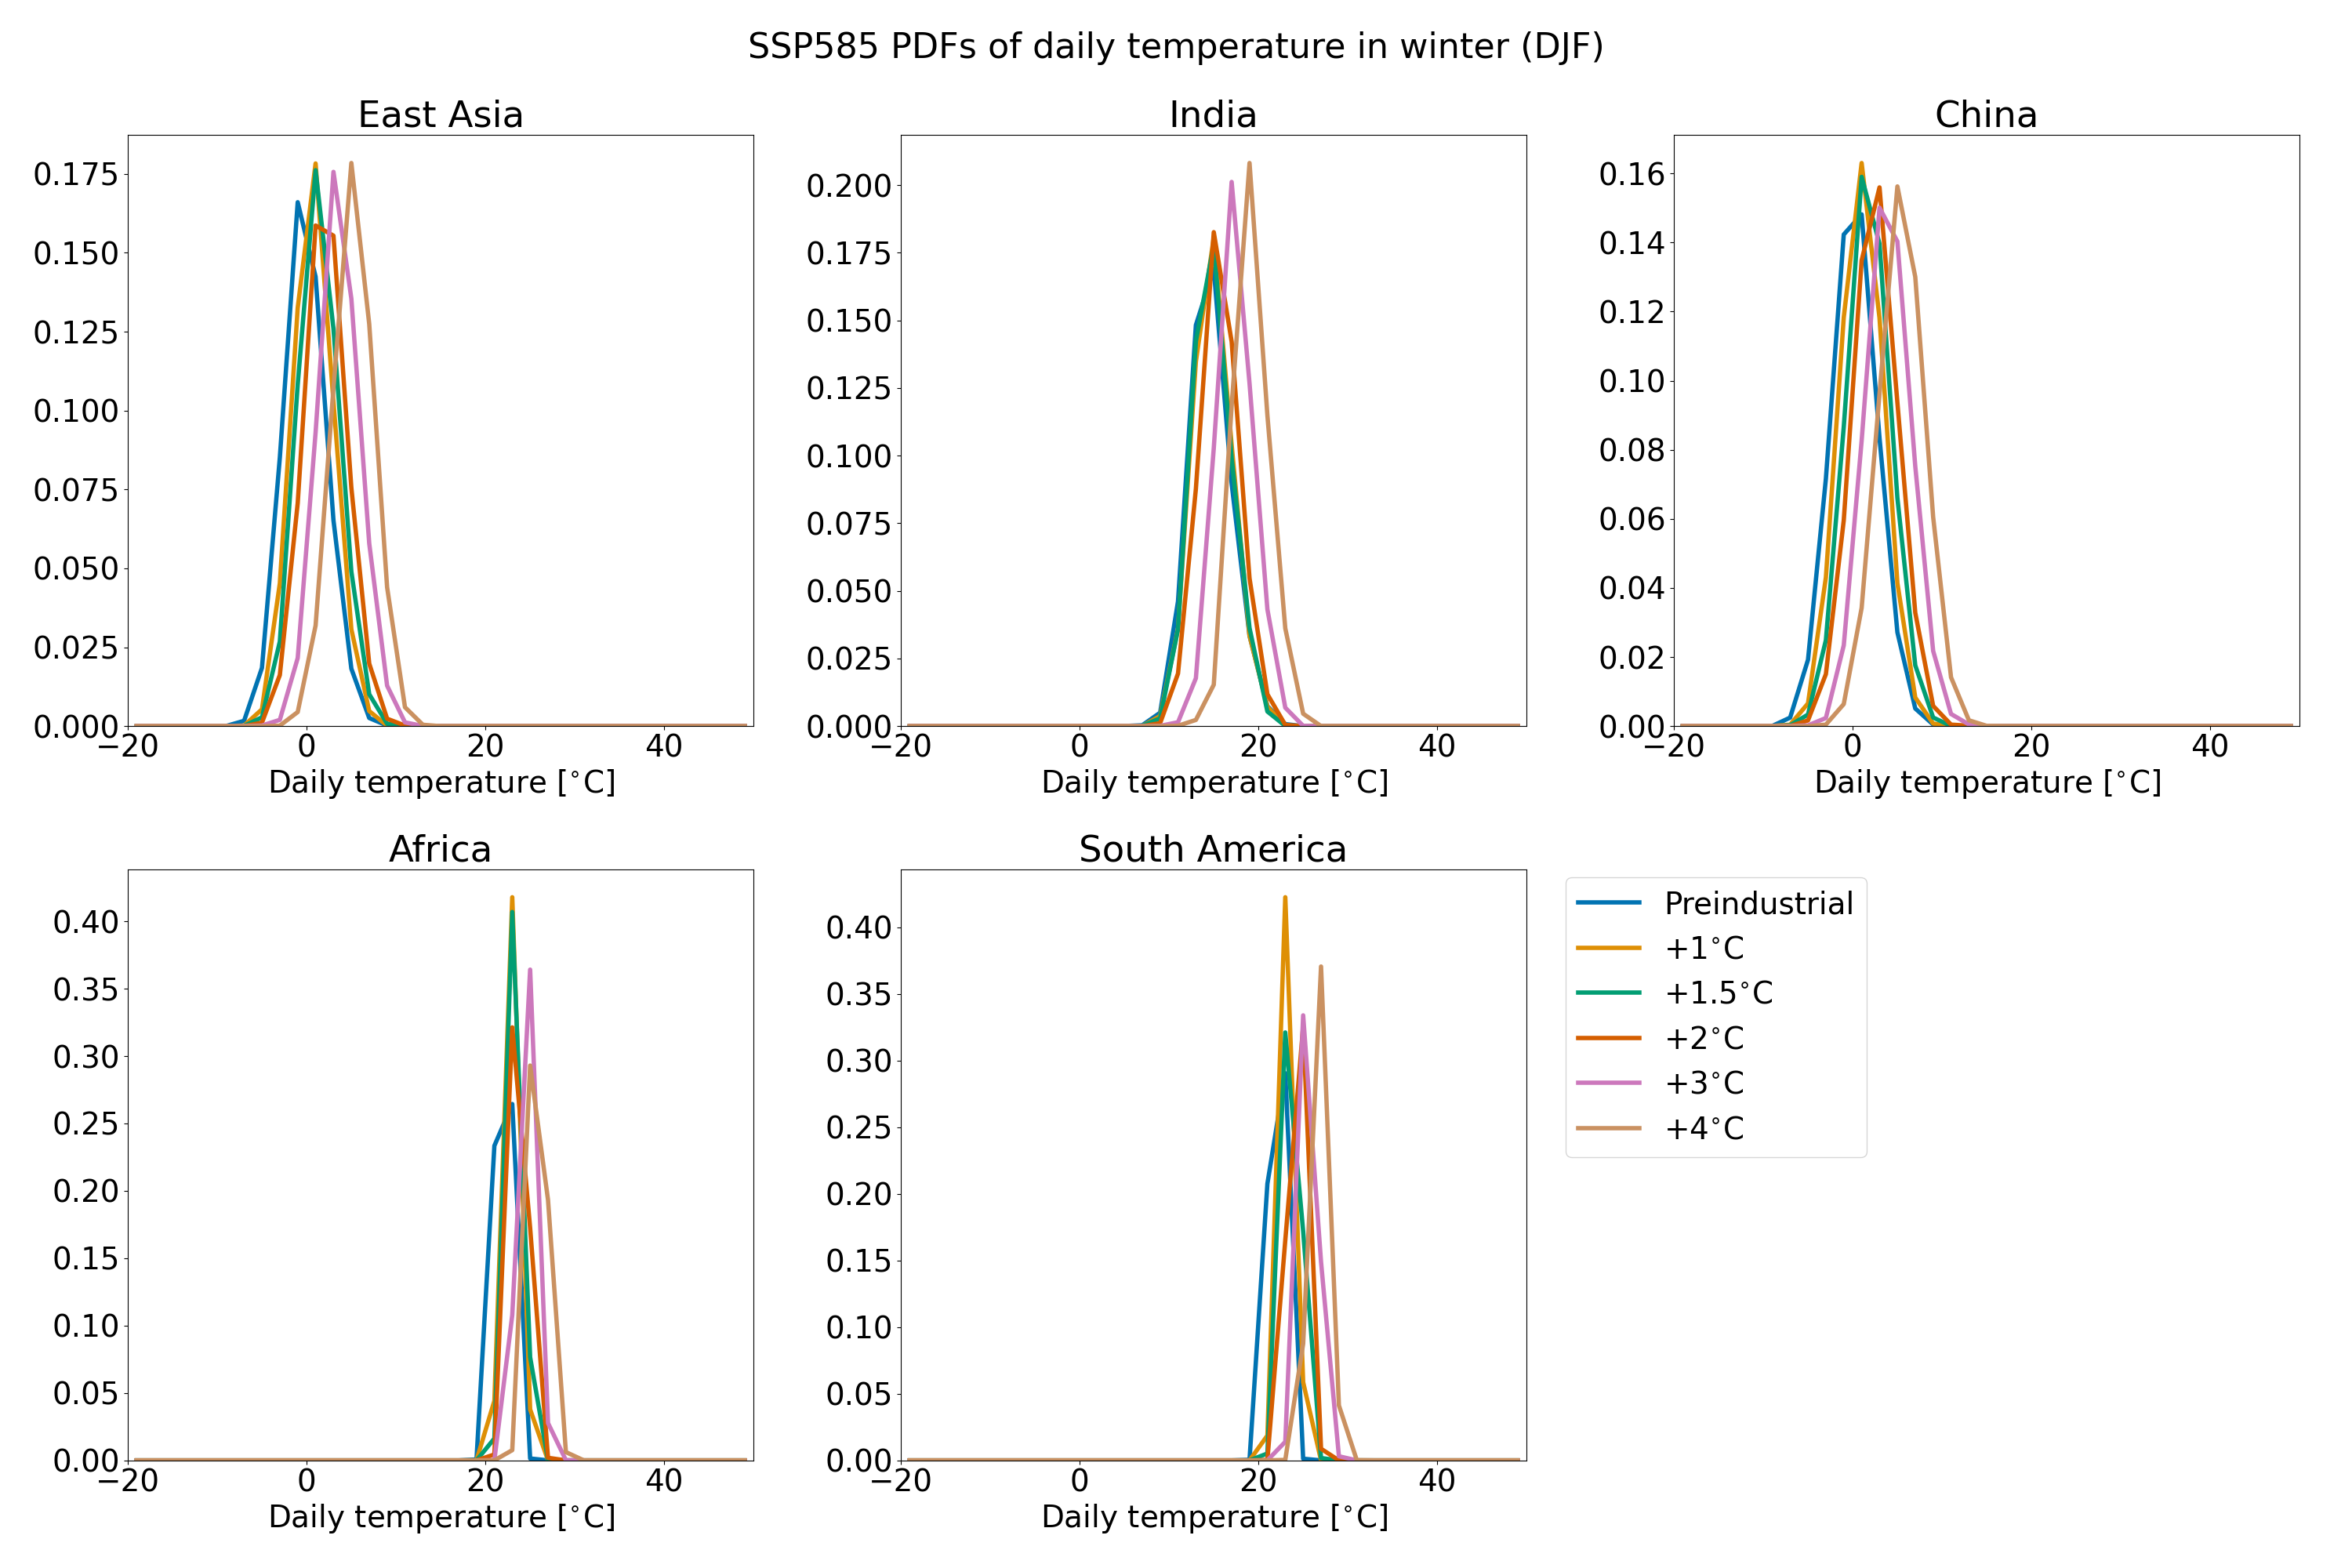 SSP585 PDFs of daily temperature in winter (DJF)
East Asia
0.175
0.150
0.125
0.100
0.075
0.050
0.025
0.000
−20 0 20 40
Daily temperature [°C]
India
0.200
0.175
0.150
0.125
0.100
0.075
0.050
0.025
0.000
−20 0 20 40
Daily temperature [°C]
China
0.16
0.14
0.12
0.10
0.08
0.06
0.04
0.02
0.00
−20 0 20 40
Daily temperature [°C]
Africa
0.40
0.35
0.30
0.25
0.20
0.15
0.10
0.05
0.00
−20 0 20 40
Daily temperature [°C]
South America
0.40
0.35
0.30
0.25
0.20
0.15
0.10
0.05
0.00
−20 0 20 40
Daily temperature [°C]
Preindustrial
+1°C
+1.5°C
+2°C
+3°C
+4°C